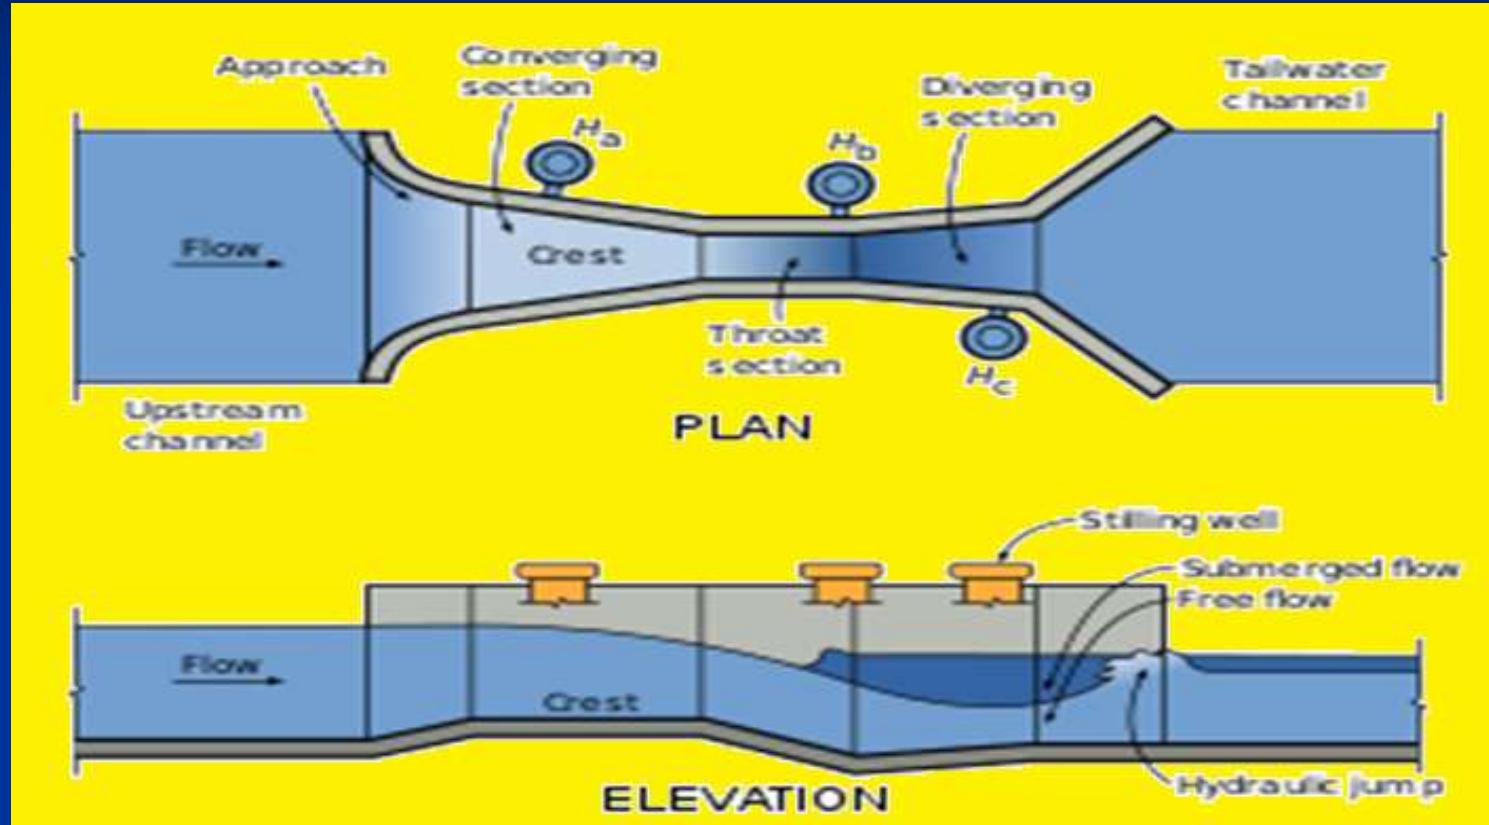 Approach
Converging
section
Ha
Hb
Diverging
section
Tailwater
channel
Flow
Crest
Throat
section
Hc
Upstream
channel
PLAN
Stilling well
Submerged flow
Free flow
Flow
Crest
Hydraulic jump
ELEVATION